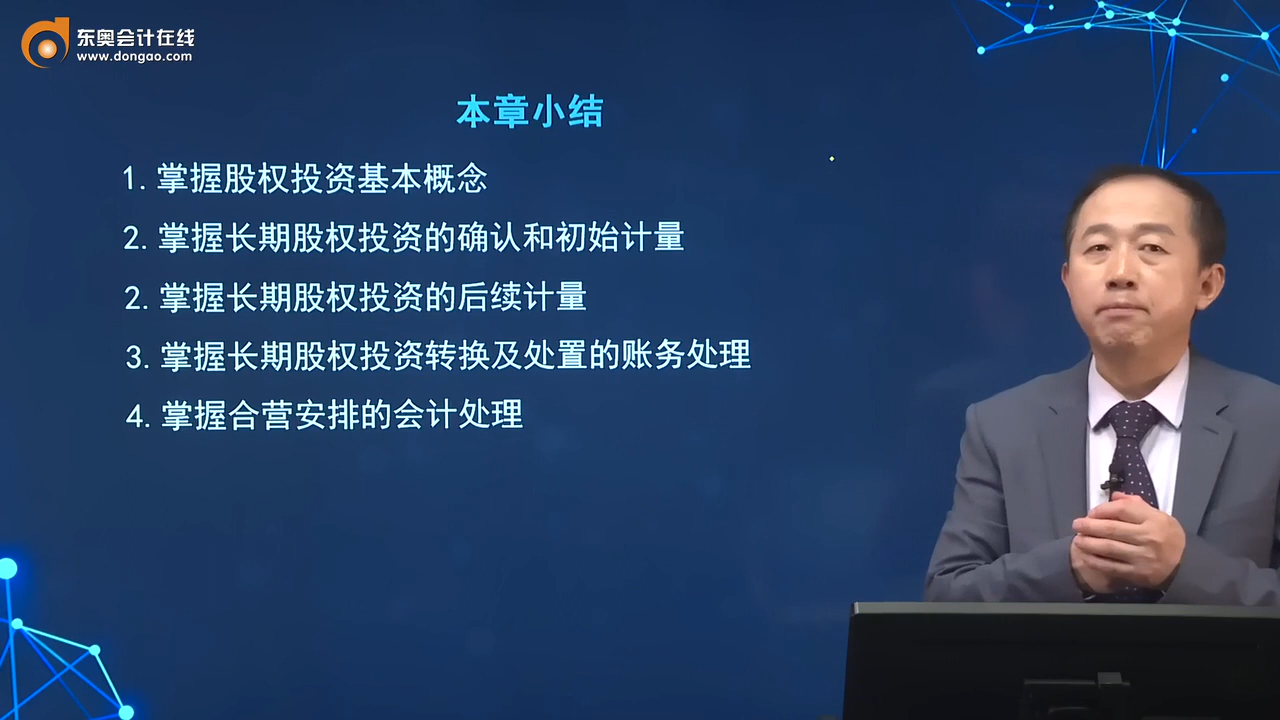 东奥会计在线
www.dongao.com
本章小结
1.掌握股权投资基本概念
2.掌握长期股权投资的确认和初始计量
2.掌握长期股权投资的后续计量
3.掌握长期股权投资转换及处置的账务处理
4.掌握合营安排的会计处理